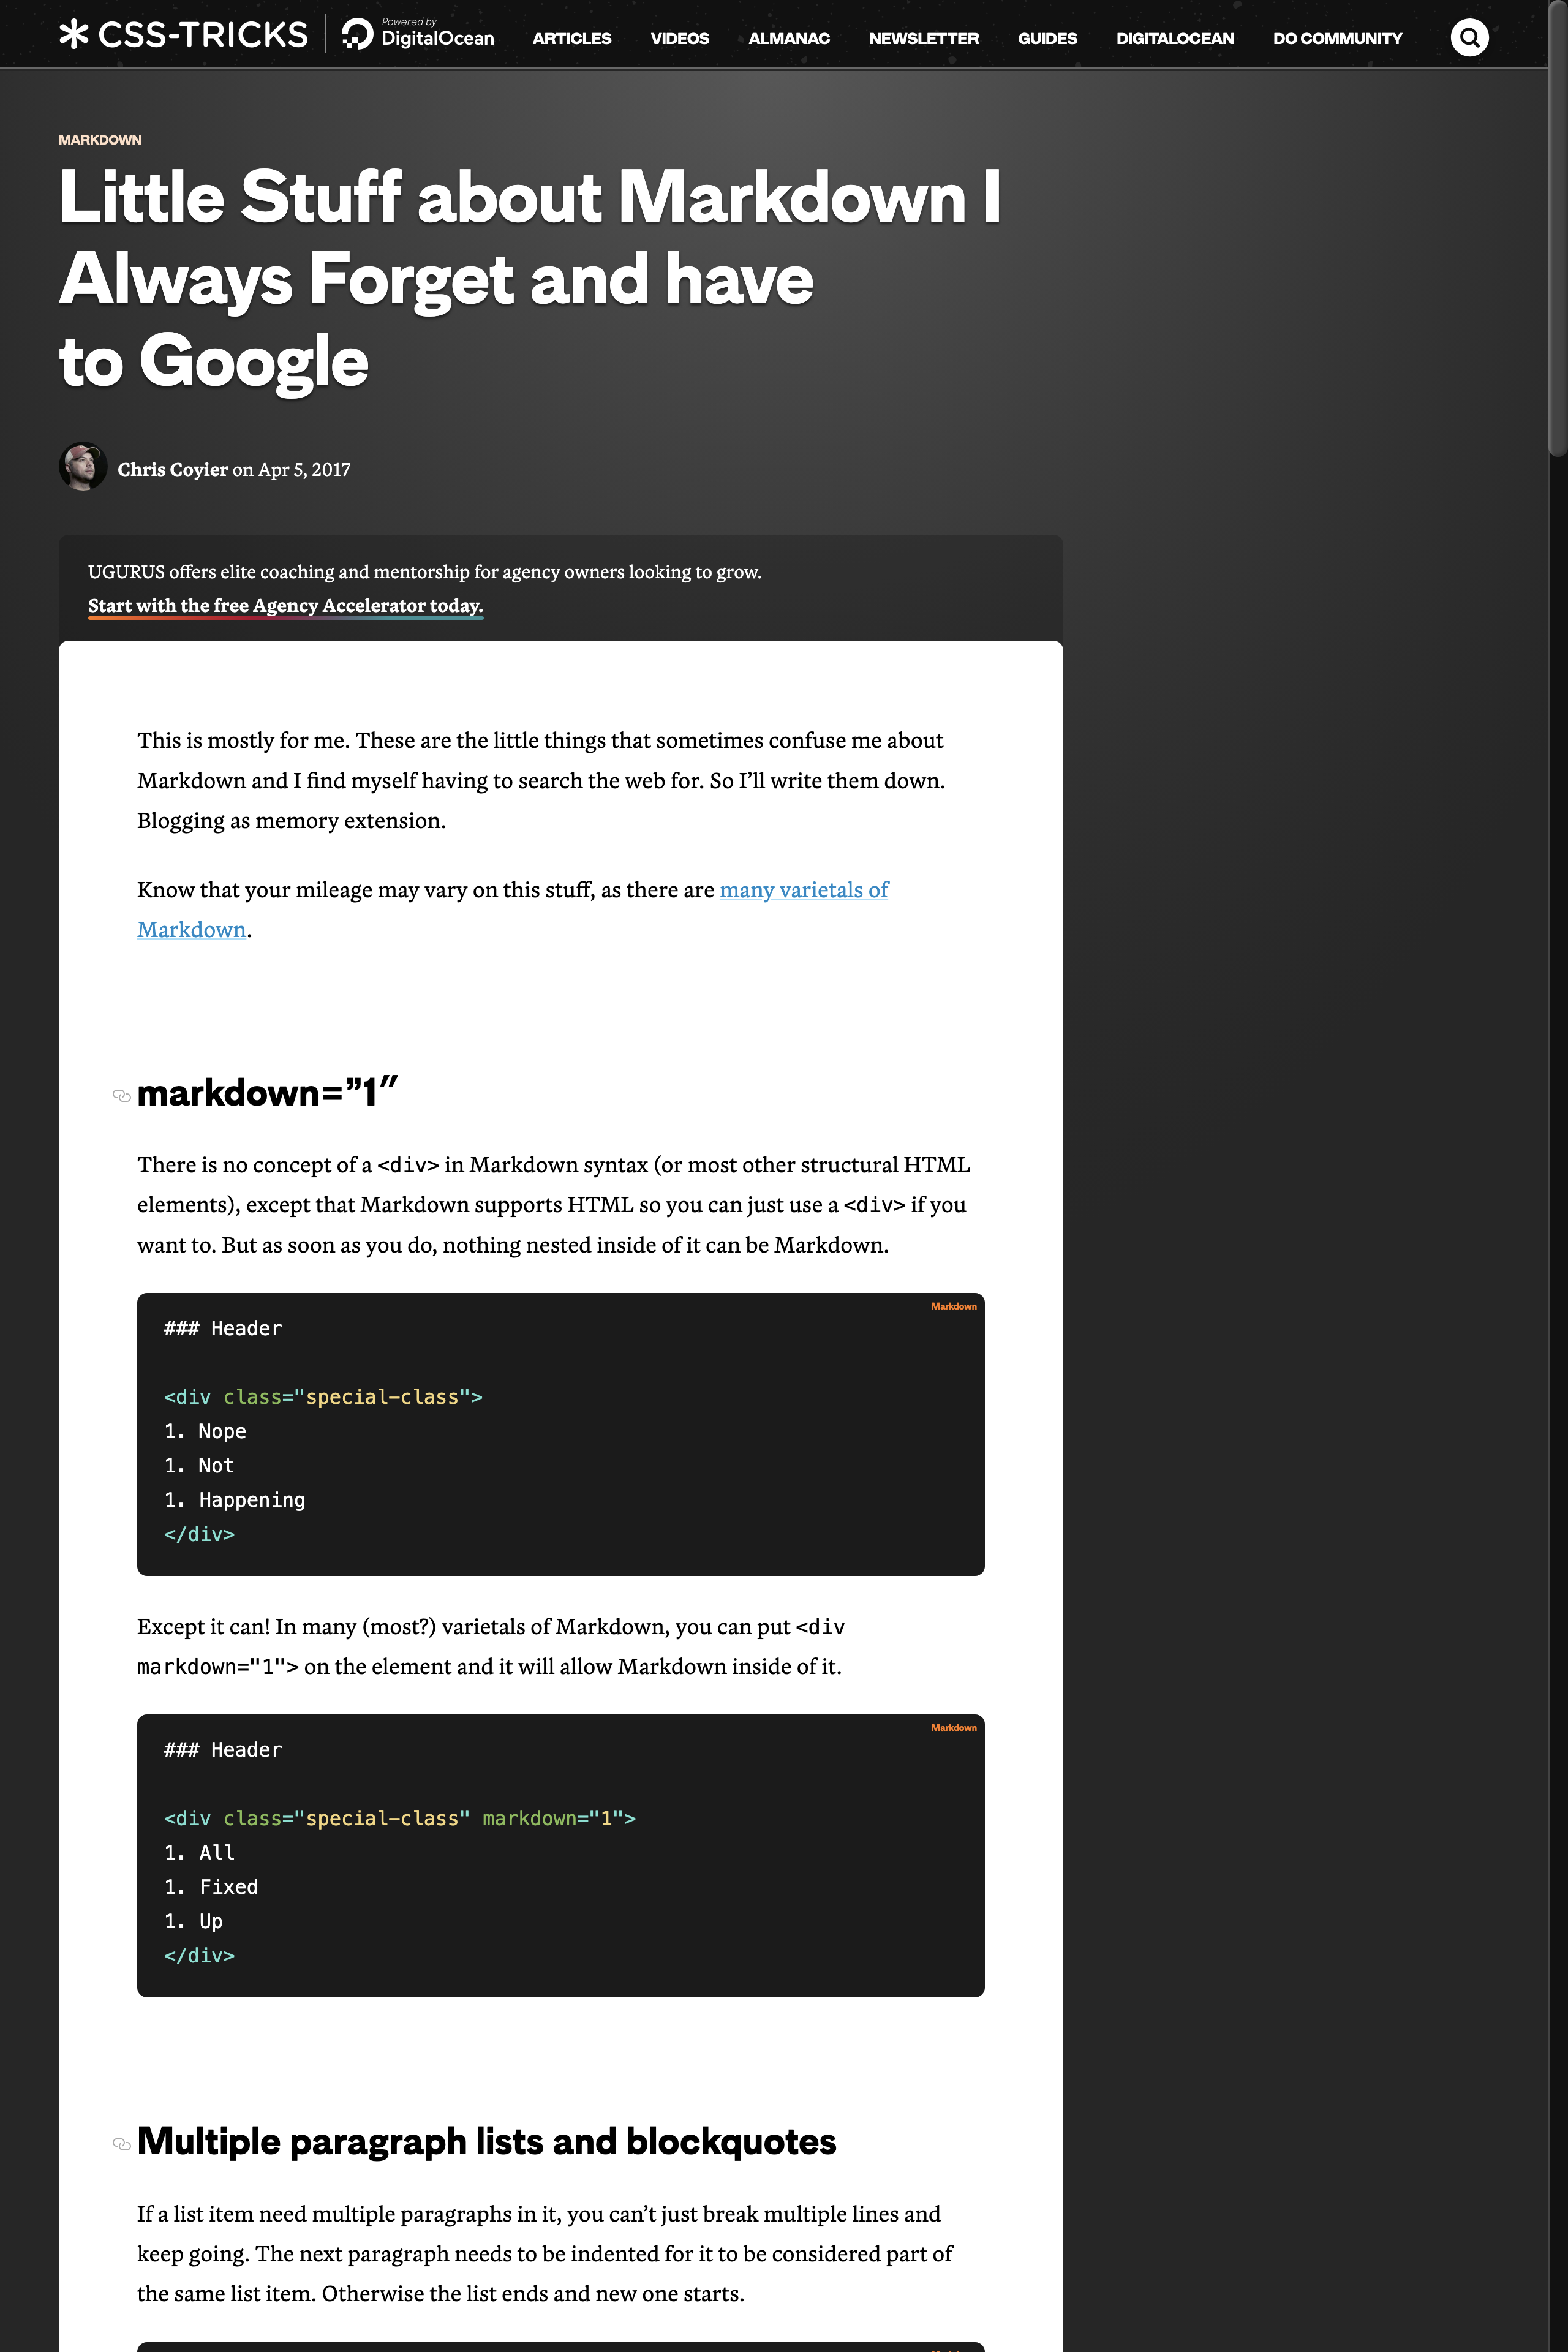 CSS-TRICKS
Powered by
DigitalOcean
ARTICLES
VIDEOS
ALMANAC
NEWSLETTER
GUIDES
DIGITALOCEAN
DO COMMUNITY
MARKDOWN
Little Stuff about Markdown I
Always Forget and have
to Google
Chris Coyier on Apr 5, 2017
UGURUS offers elite coaching and mentorship for agency owners looking to grow.
Start with the free Agency Accelerator today.
This is mostly for me. These are the little things that sometimes confuse me about
Markdown and I find myself having to search the web for. So I’ll write them down.
Blogging as memory extension.
Know that your mileage may vary on this stuff, as there are many varietals of
Markdown.
markdown=”1″
There is no concept of a <div> in Markdown syntax (or most other structural HTML
elements), except that Markdown supports HTML so you can just use a <div> if you
want to. But as soon as you do, nothing nested inside of it can be Markdown.
Markdown
### Header
<div class="special-class">
1. Nope
1. Not
1. Happening
</div>
Except it can! In many (most?) varietals of Markdown, you can put <div
markdown="1"> on the element and it will allow Markdown inside of it.
Markdown
### Header
<div class="special-class" markdown="1">
1. All
1. Fixed
1. Up
</div>
Multiple paragraph lists and blockquotes
If a list item need multiple paragraphs in it, you can’t just break multiple lines and
keep going. The next paragraph needs to be indented for it to be considered part of
the same list item. Otherwise the list ends and new one starts.